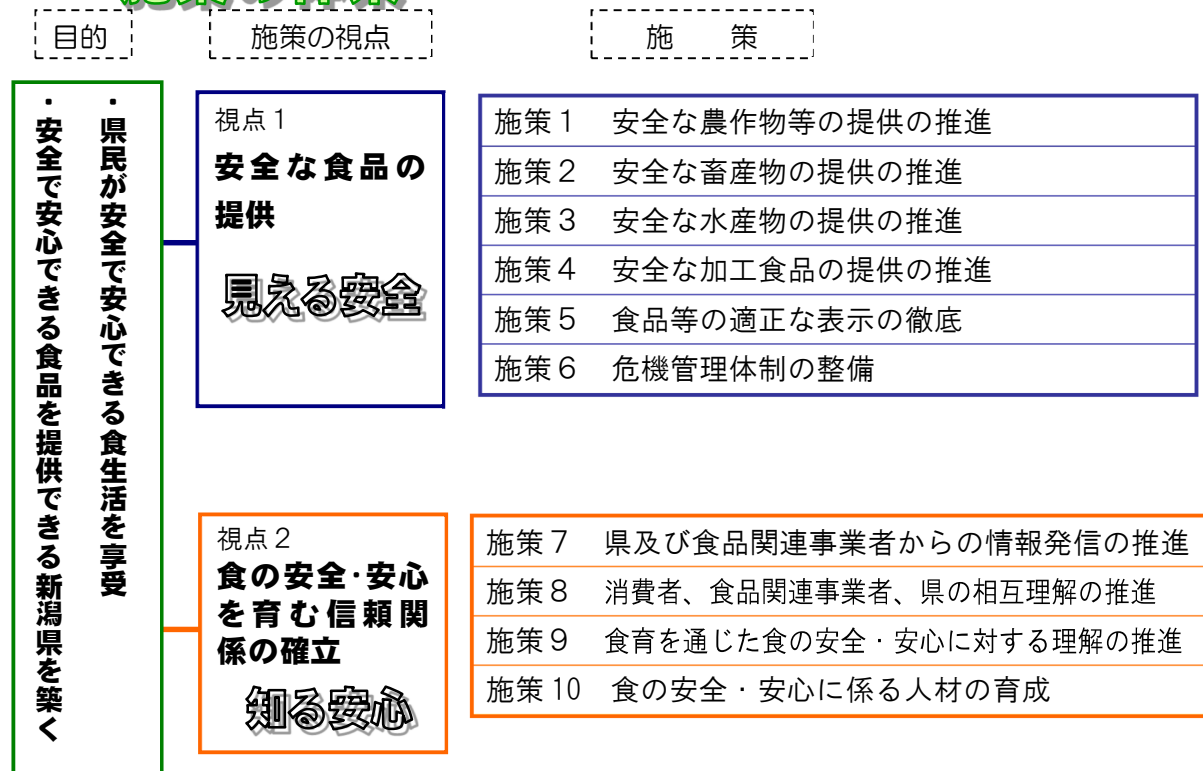 施策の体系
目的
施策の視点
施　策
・県民が安全で安心できる食生活を享受
・安全で安心できる食品を提供できる新潟県を築く
視点１
安全な食品の
提供
見える安全
施策１　安全な農作物等の提供の推進
施策２　安全な畜産物の提供の推進
施策３　安全な水産物の提供の推進
施策４　安全な加工食品の提供の推進
施策５　食品等の適正な表示の徹底
施策６　危機管理体制の整備
視点２
食の安全･安心
を育む信頼関
係の確立
知る安心
施策７　県及び食品関連事業者からの情報発信の推進
施策８　消費者、食品関連事業者、県の相互理解の推進
施策９　食育を通じた食の安全・安心に対する理解の推進
施策10　食の安全・安心に係る人材の育成